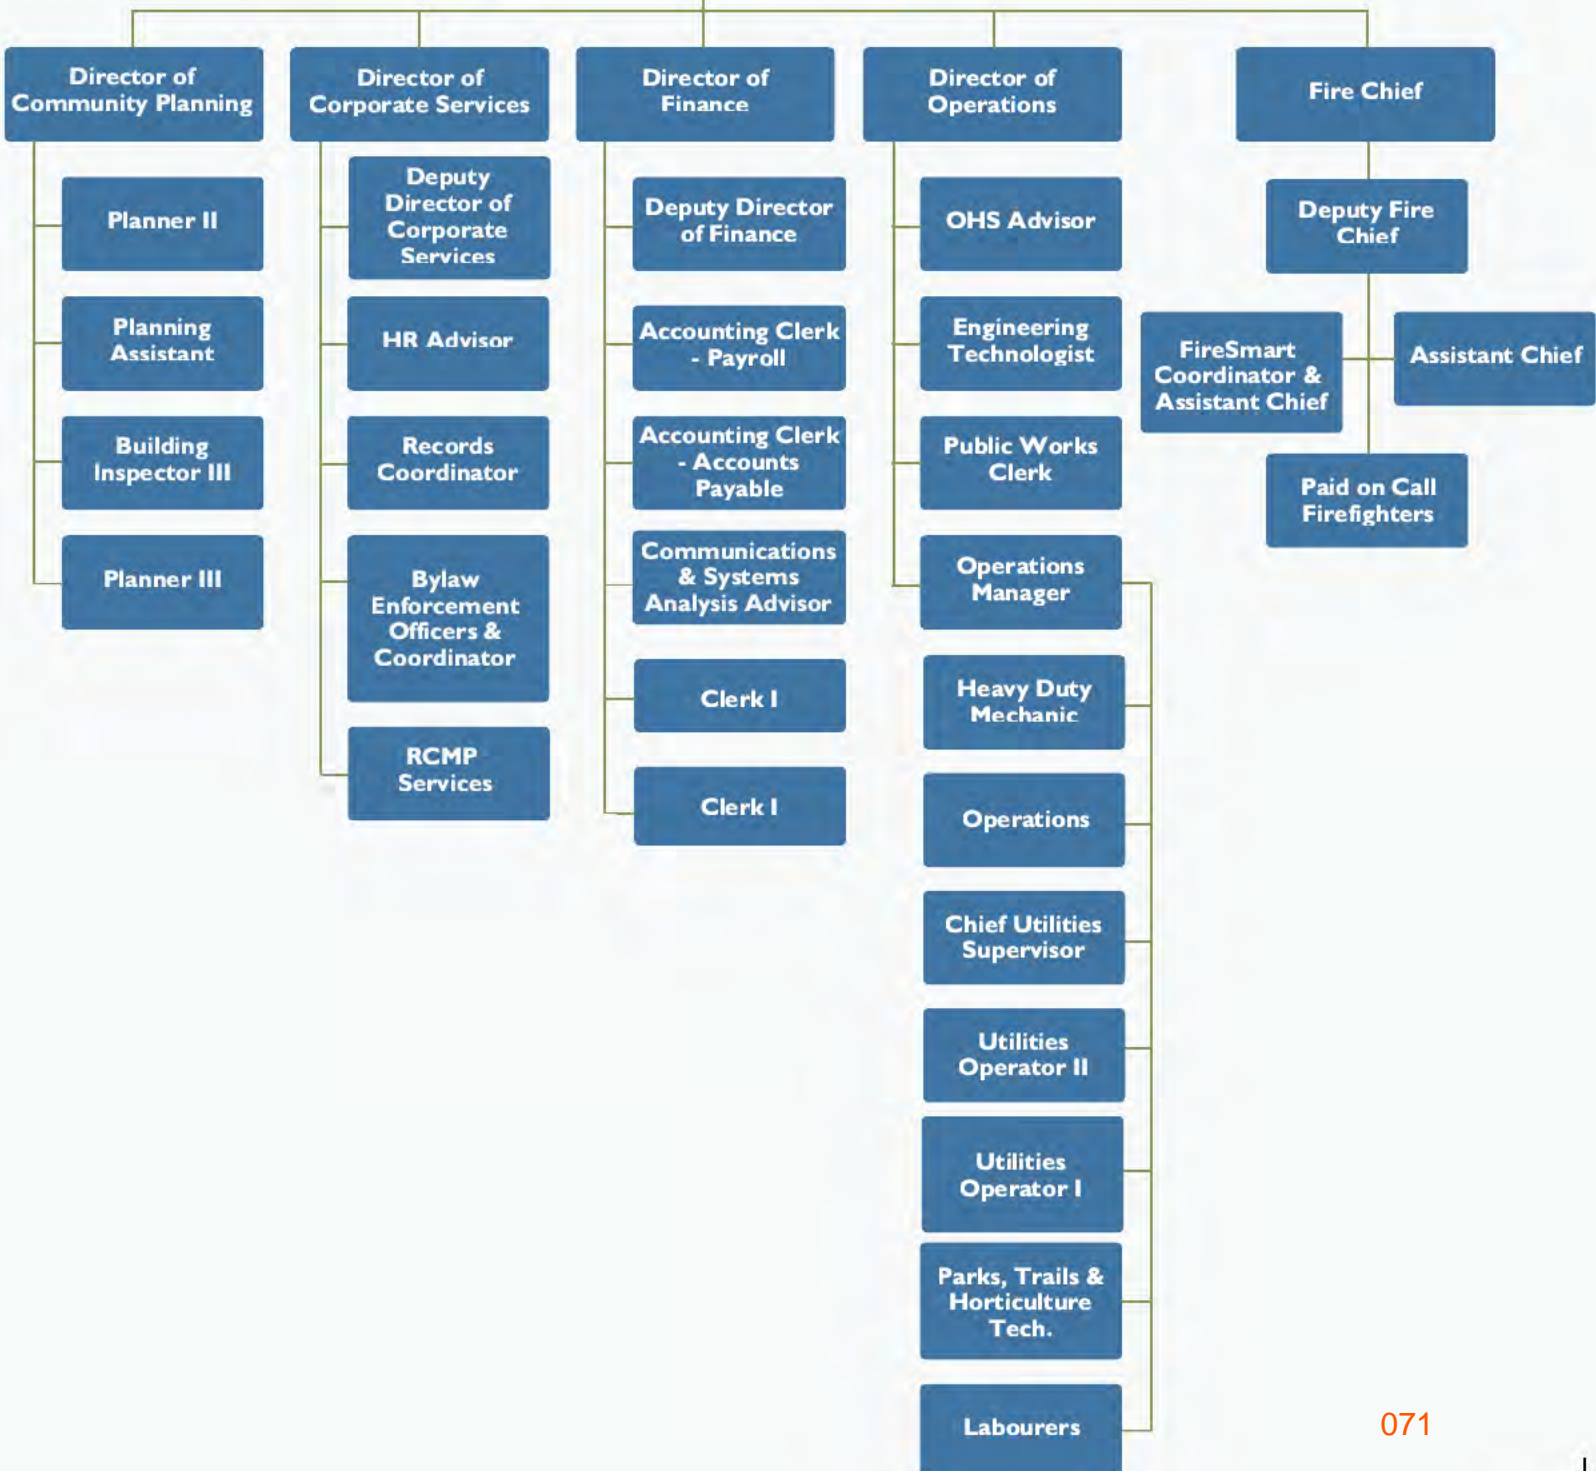 Director of
Community Planning
Director of
Corporate Services
Director of
Finance
Director of
Operations
Fire Chief
Planner II
Planning
Assistant
Building
Inspector III
Planner III
Deputy
Director of
Corporate
Services
HR Advisor
Records
Coordinator
Bylaw
Enforcement
Officers &
Coordinator
RCMP
Services
Deputy Director
of Finance
Accounting Clerk
- Payroll
Accounting Clerk
- Accounts
Payable
Communications
& Systems
Analysis Advisor
Clerk I
Clerk I
OHS Advisor
Engineering
Technologist
Public Works
Clerk
Operations
Manager
Heavy Duty
Mechanic
Operations
Chief Utilities
Supervisor
Utilities
Operator II
Utilities
Operator I
Parks, Trails &
Horticulture
Tech.
Labourers
Deputy Fire
Chief
FireSmart
Coordinator &
Assistant Chief
Assistant Chief
Paid on Call
Firefighters
071